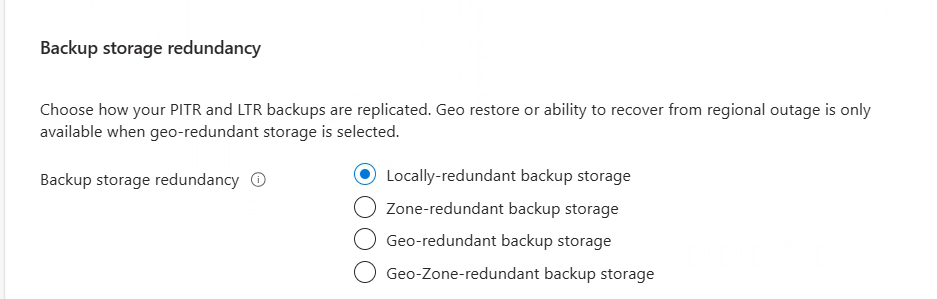 Backup storage redundancy
Choose how your PITR and LTR backups are replicated. Geo restore or ability to recover from regional outage is only
available when geo-redundant storage is selected.
Backup storage redundancy
Locally-redundant backup storage
Zone-redundant backup storage
Geo-redundant backup storage
Geo-Zone-redundant backup storage